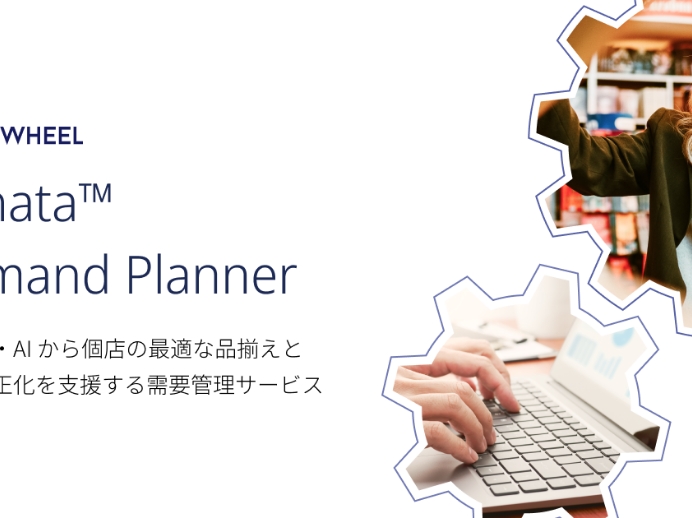 WHEEL
nata™
mand Planner
・AI から個店の最適な品揃えと
正化を支援する需要管理サービス